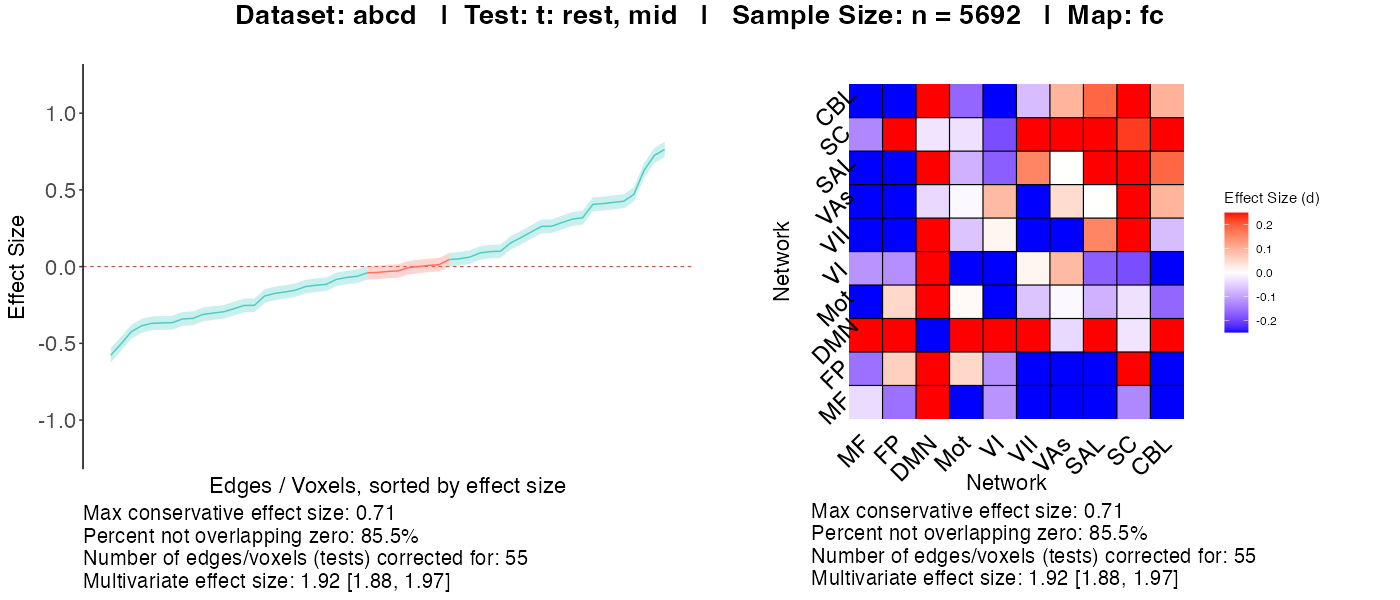 Dataset: abcd | Test: t: rest, mid | Sample Size: n = 5692 | Map: fc
1.0
0.5
0.0
-0.5
-1.0
Effect Size
Edges / Voxels, sorted by effect size
Max conservative effect size: 0.71
Percent not overlapping zero: 85.5%
Number of edges/voxels (tests) corrected for: 55
Multivariate effect size: 1.92 [1.88, 1.97]
CBL
SC
SAL
VAs
VII
VI
Mot
DMN
FP
MF
Network
MF FP DMN Mot VI VII VAs SAL SC CBL
Network
Effect Size (d)
0.2
0.1
0.0
-0.1
-0.2
Max conservative effect size: 0.71
Percent not overlapping zero: 85.5%
Number of edges/voxels (tests) corrected for: 55
Multivariate effect size: 1.92 [1.88, 1.97]